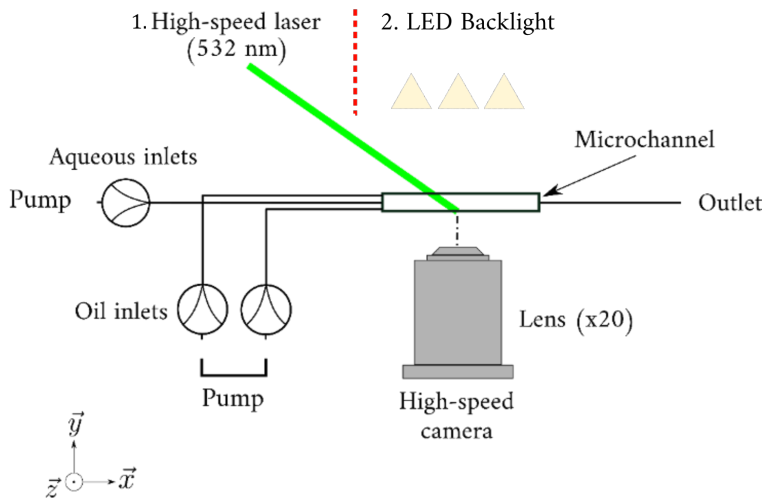 1. High-speed laser
(532 nm)
2. LED Backlight
Microchannel
Aqueous inlets
Pump
Outlet
Oil inlets
Lens (x20)
Pump
High-speed
camera
y⃗
z⃗
x⃗